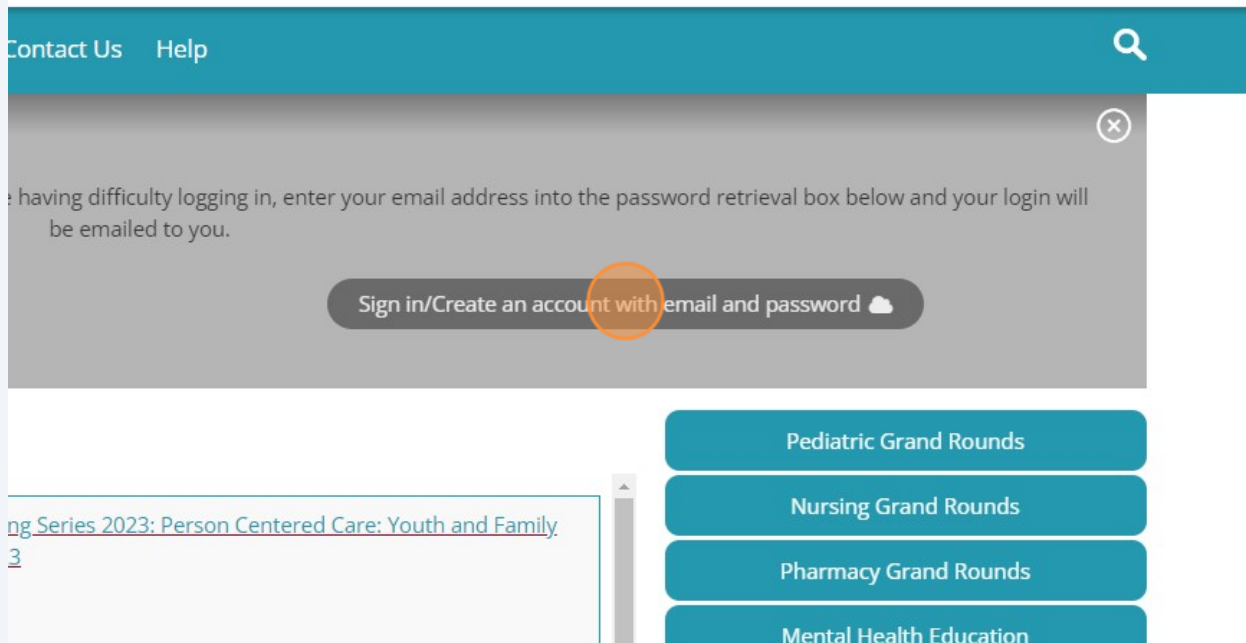 Contact Us Help
having difficulty logging in, enter your email address into the password retrieval box below and your login will
be emailed to you.
Sign in/Create an account with email and password
Pediatric Grand Rounds
Nursing Grand Rounds
ng Series 2023: Person Centered Care: Youth and Family
3
Pharmacy Grand Rounds
Mental Health Education